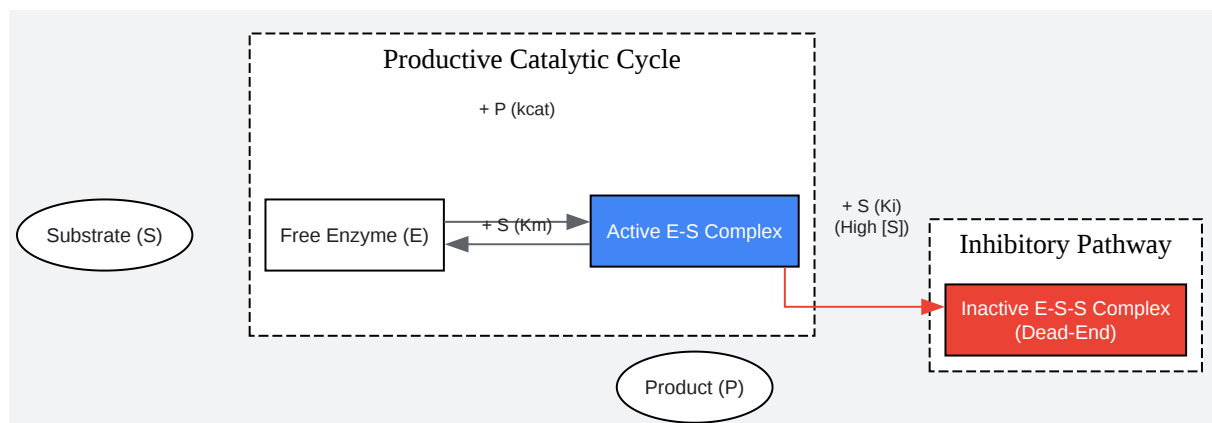 Productive Catalytic Cycle
+ P (kcat)
Substrate (S)
Free Enzyme (E)
+ S (Km)
Active E-S Complex
+ S (Ki)
(High [S])
Inhibitory Pathway
Inactive E-S-S Complex
(Dead-End)
Product (P)